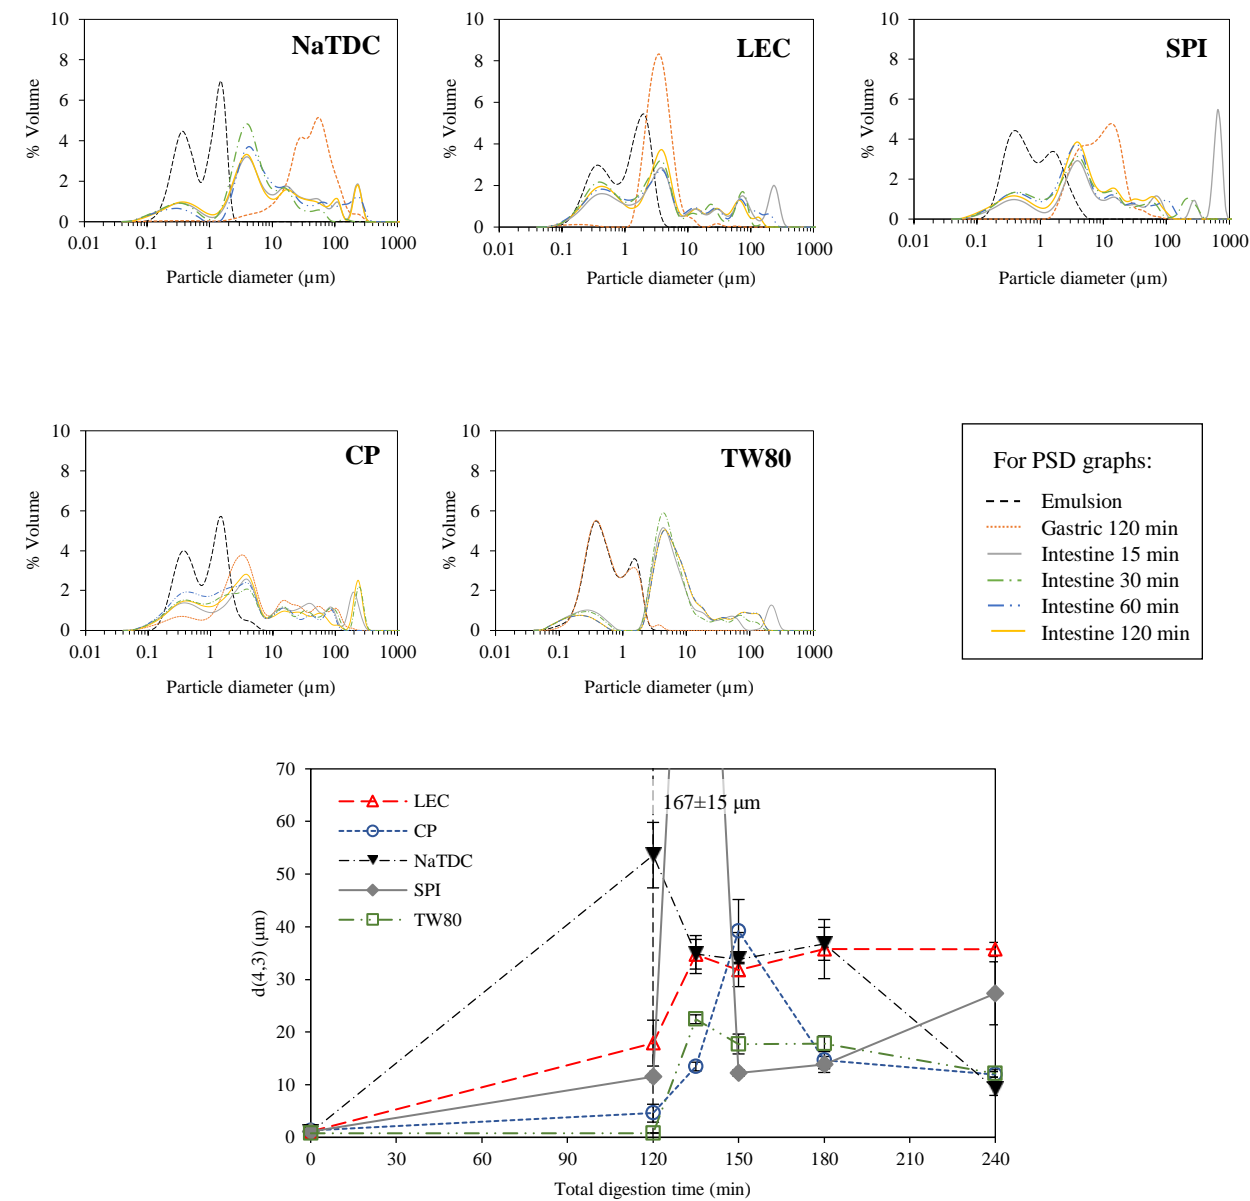 NaTDC
% Volume
10
8
6
4
2
0
0.01 0.1 1 10 100 1000
Particle diameter (µm)
LEC
% Volume
10
8
6
4
2
0
0.01 0.1 1 10 100 1000
Particle diameter (µm)
SPI
% Volume
10
8
6
4
2
0
0.01 0.1 1 10 100 1000
Particle diameter (µm)
CP
% Volume
10
8
6
4
2
0
0.01 0.1 1 10 100 1000
Particle diameter (µm)
TW80
% Volume
10
8
6
4
2
0
0.01 0.1 1 10 100 1000
Particle diameter (µm)
For PSD graphs:
Emulsion
Gastric 120 min
Intestine 15 min
Intestine 30 min
Intestine 60 min
Intestine 120 min
d(4.3) (µm)
70
60
50
40
30
20
10
0
LEC
CP
NaTDC
SPI
TW80
167±15 µm
0 30 60 90 120 150 180 210 240
Total digestion time (min)